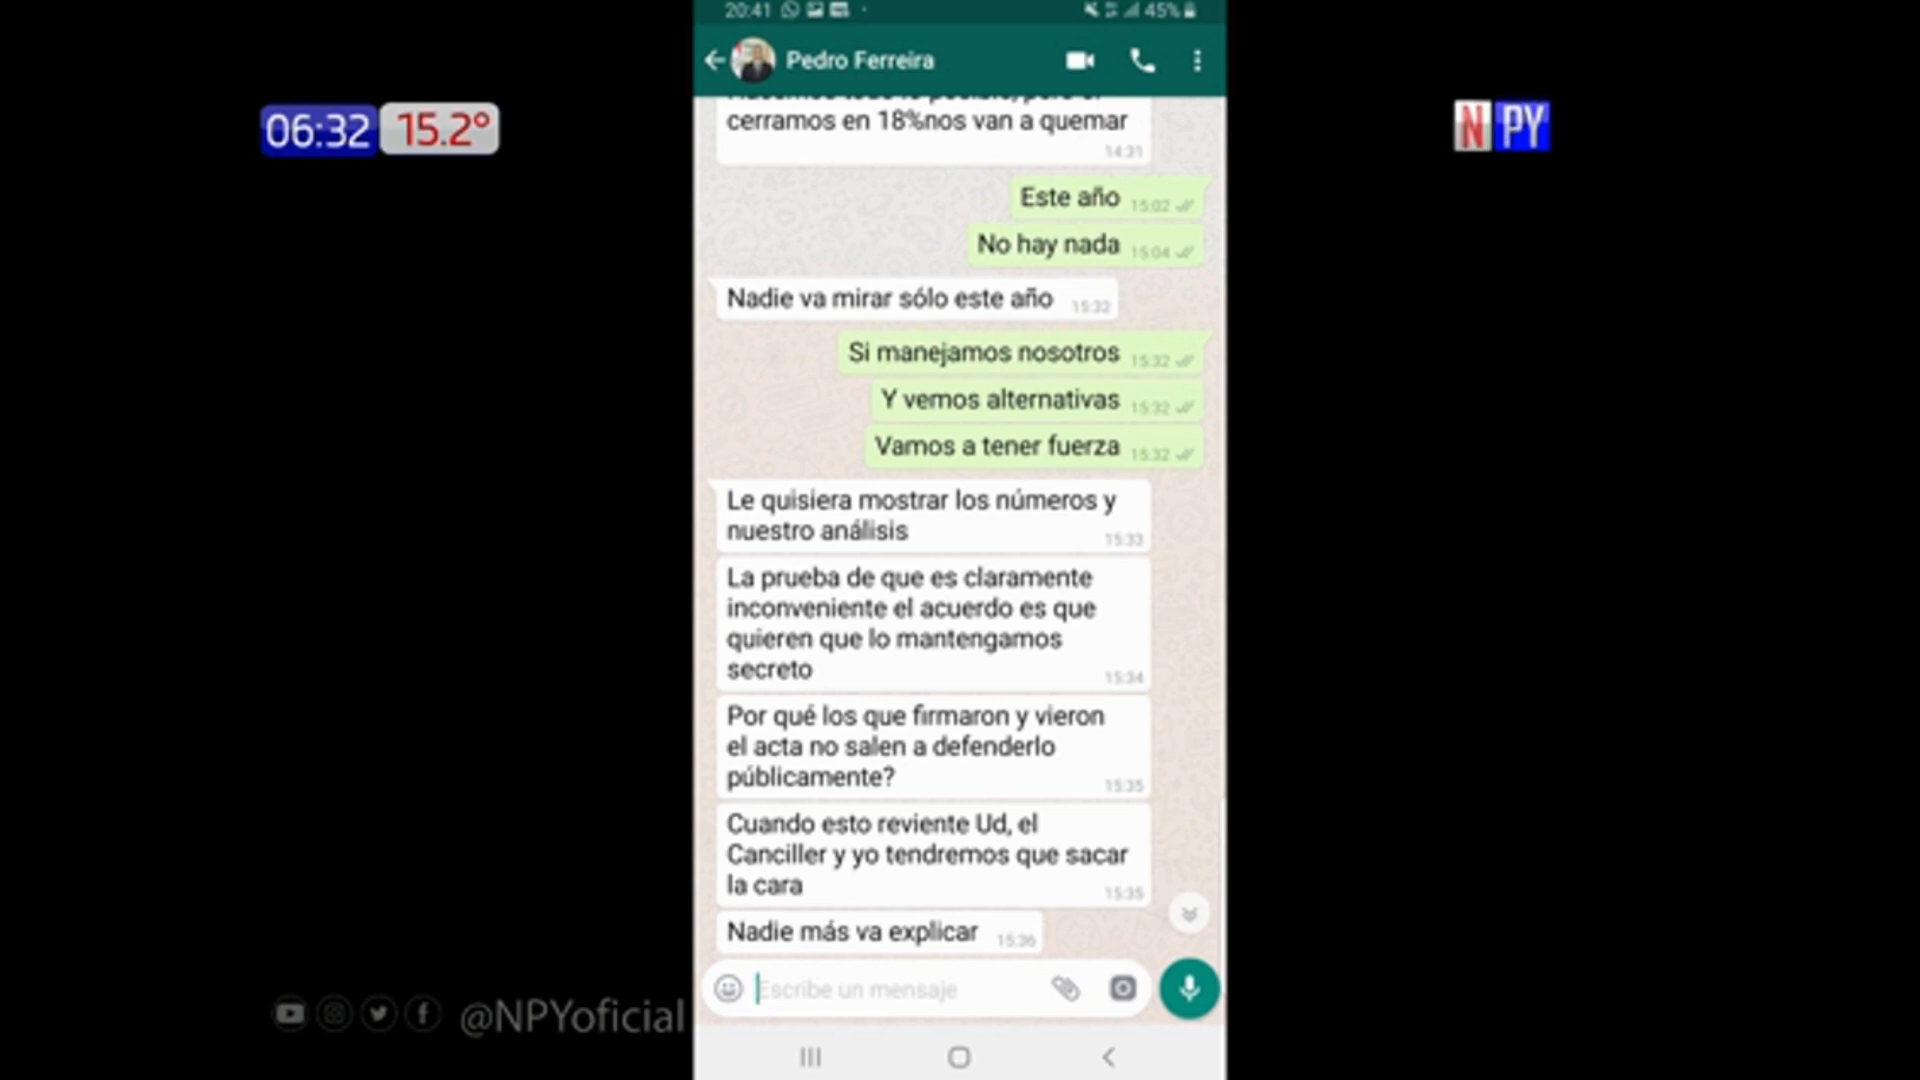 20:41
45%
Pedro Ferreira
06:32 15.2°
NPY
cerramos en 18%nos van a quemar
14:31
Este año 15:02
No hay nada 15:04
Nadie va mirar sólo este año 15:32
Si manejamos nosotros 15:32
Y vemos alternativas 15:32
Vamos a tener fuerza 15:32
Le quisiera mostrar los números y
nuestro análisis 15:33
La prueba de que es claramente
inconveniente el acuerdo es que
quieren que lo mantengamos
secreto 15:34
Por qué los que firmaron y vieron
el acta no salen a defenderlo
públicamente? 15:35
Cuando esto reviente Ud, el
Canciller y yo tendremos que sacar
la cara 15:35
Nadie más va explicar 15:36
Escribe un mensaje
@NPYoficial